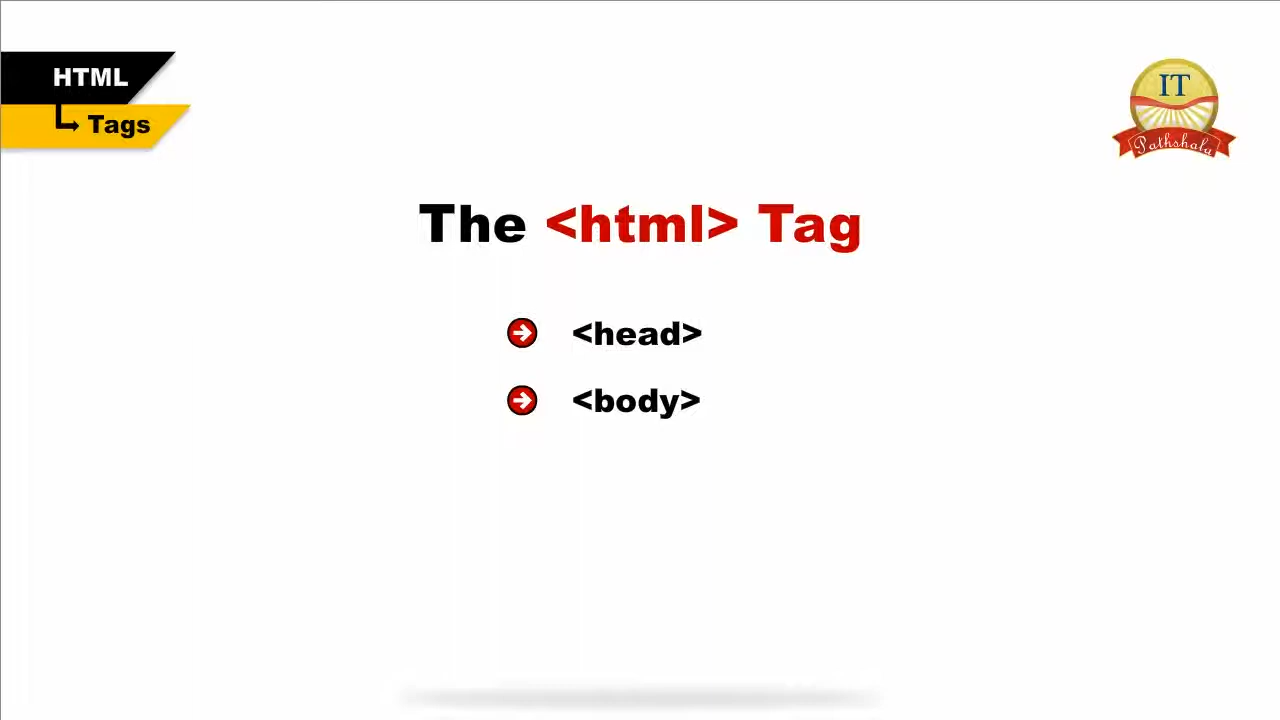 HTML
Tags
IT
Pathshala
The <html> Tag
<head>
<body>